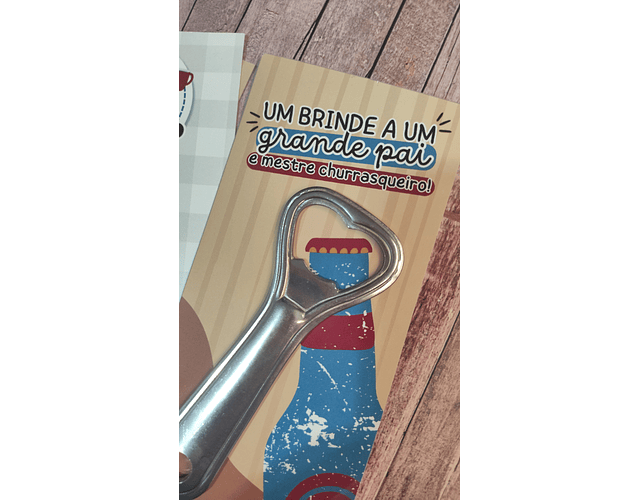 UM BRINDE A UM
grande pai
e mestre churrasqueiro!